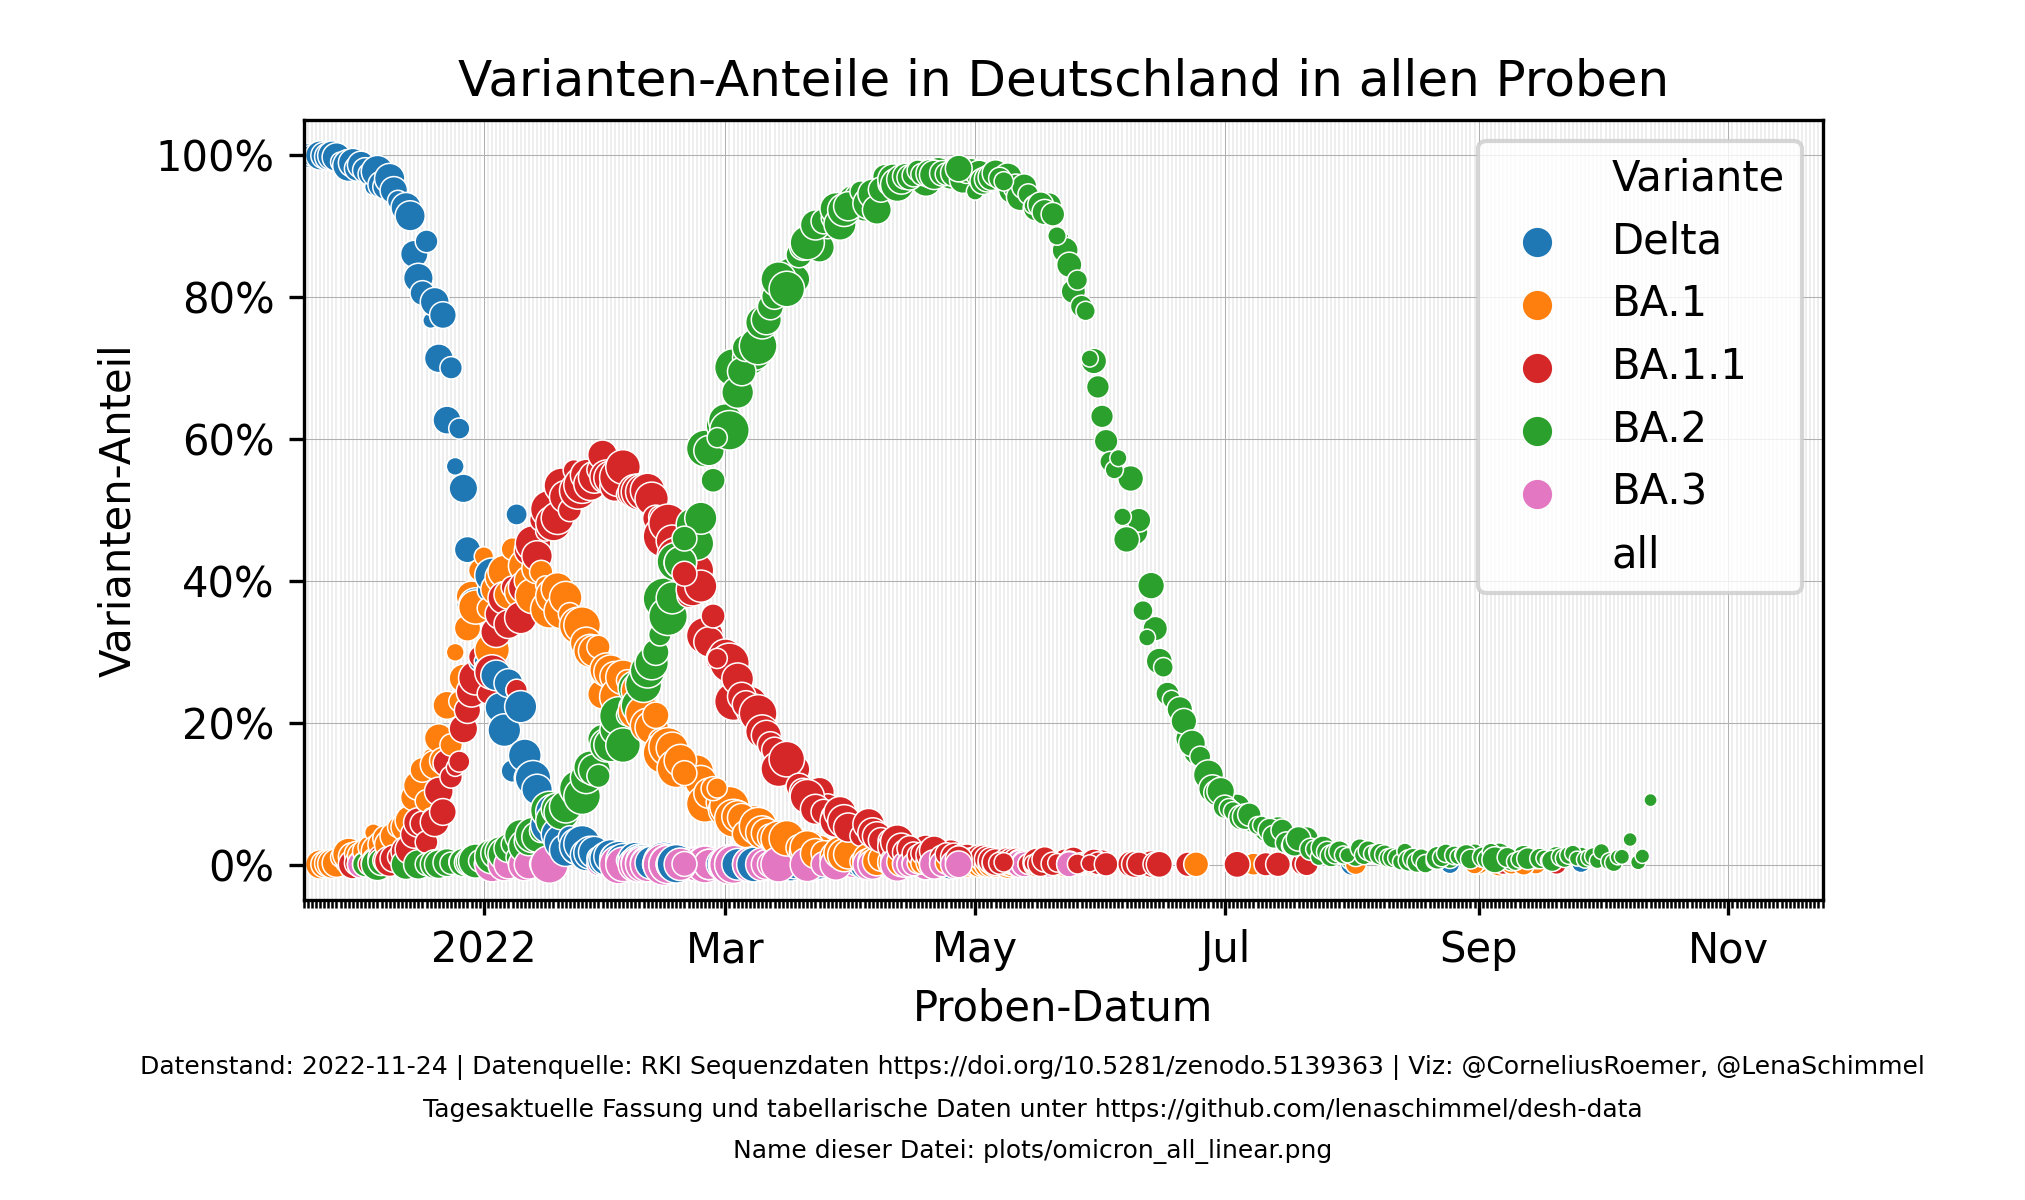 Varianten-Anteile in Deutschland in allen Proben
100%
80%
60%
40%
20%
0%
Varianten-Anteil
Variante
Delta
BA.1
BA.1.1
BA.2
BA.3
all
2022 Mar May Jul Sep Nov
Proben-Datum
Datenstand: 2022-11-24 | Datenquelle: RKI Sequenzdaten https://doi.org/10.5281/zenodo.5139363 | Viz: @CorneliusRoemer, @LenaSchimmel
Tagesaktuelle Fassung und tabellarische Daten unter https://github.com/lenaschimmel/desh-data
Name dieser Datei: plots/omicron_all_linear.png